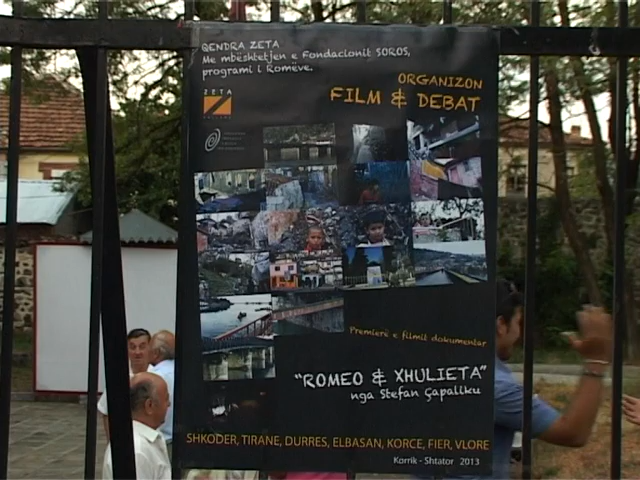 QENDRA ZETA
Me mbështetjen e Fondacionit SOROS,
programi i Romëve.
ORGANIZON
FILM & DEBAT
ZETA
Premierë e filmit dokumentar
"ROMEO & XHULIETA"
nga Stefan Çapaliku
SHKODER, TIRANE, DURRES, ELBASAN, KORCE, FIER, VLORE
Korrik - Shtator 2013